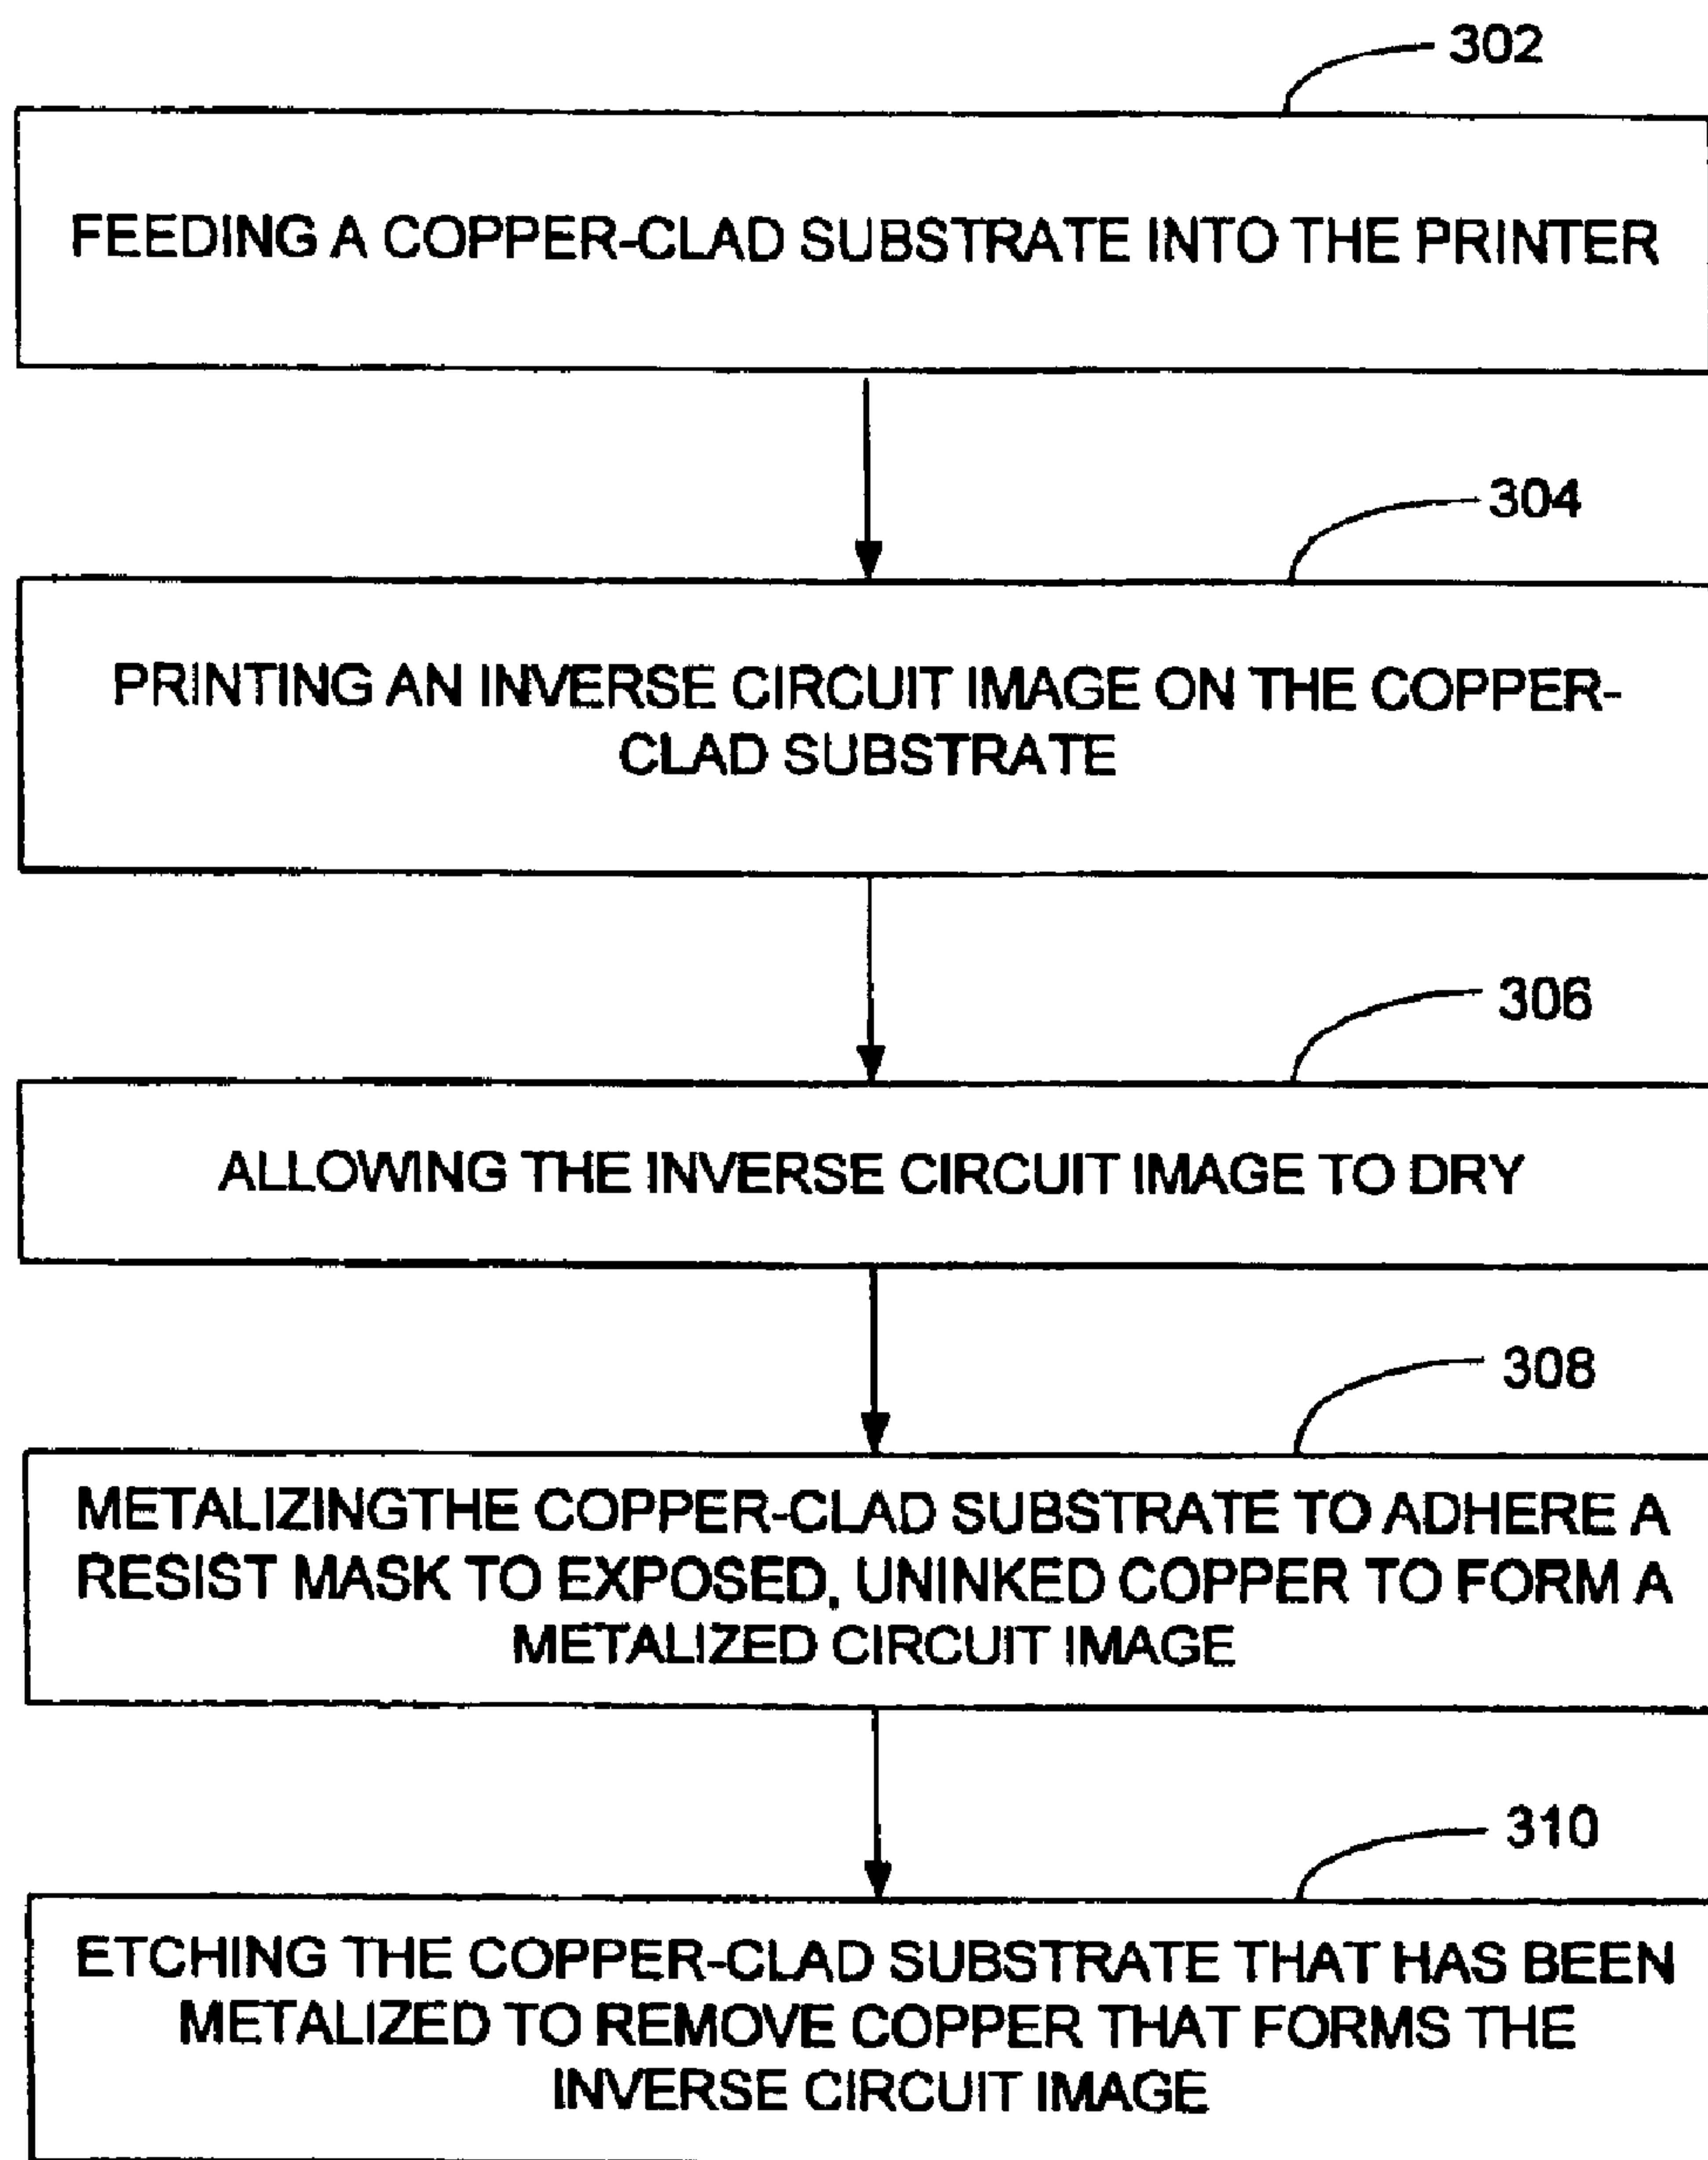 302
FEEDING A COPPER-CLAD SUBSTRATE INTO THE PRINTER
304
PRINTING AN INVERSE CIRCUIT IMAGE ON THE COPPER-
CLAD SUBSTRATE
306
ALLOWING THE INVERSE CIRCUIT IMAGE TO DRY
308
METALIZINGTHE COPPER-CLAD SUBSTRATE TO ADHERE A
RESIST MASK TO EXPOSED, UNINKED COPPER TO FORM A
METALIZED CIRCUIT IMAGE
310
ETCHING THE COPPER-CLAD SUBSTRATE THAT HAS BEEN
METALIZED TO REMOVE COPPER THAT FORMS THE
INVERSE CIRCUIT IMAGE